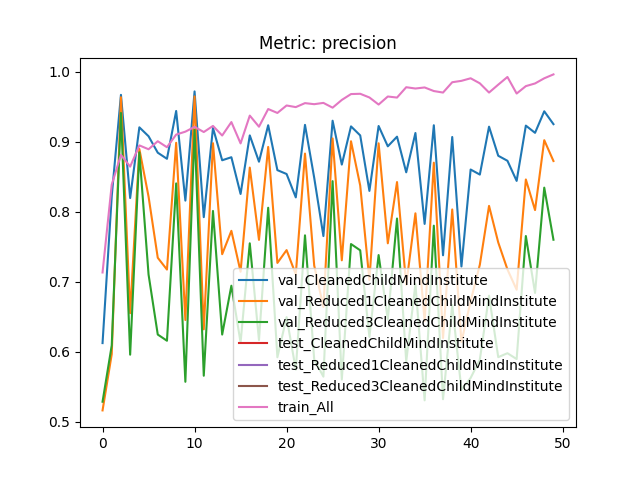 Metric: precision
1.0
0.9
0.8
0.7
0.6
0.5
val_CleanedChildMindInstitute
val_Reduced1CleanedChildMindInstitute
val_Reduced3CleanedChildMindInstitute
test_CleanedChildMindInstitute
test_Reduced1CleanedChildMindInstitute
test_Reduced3CleanedChildMindInstitute
train_All
0 10 20 30 40 50